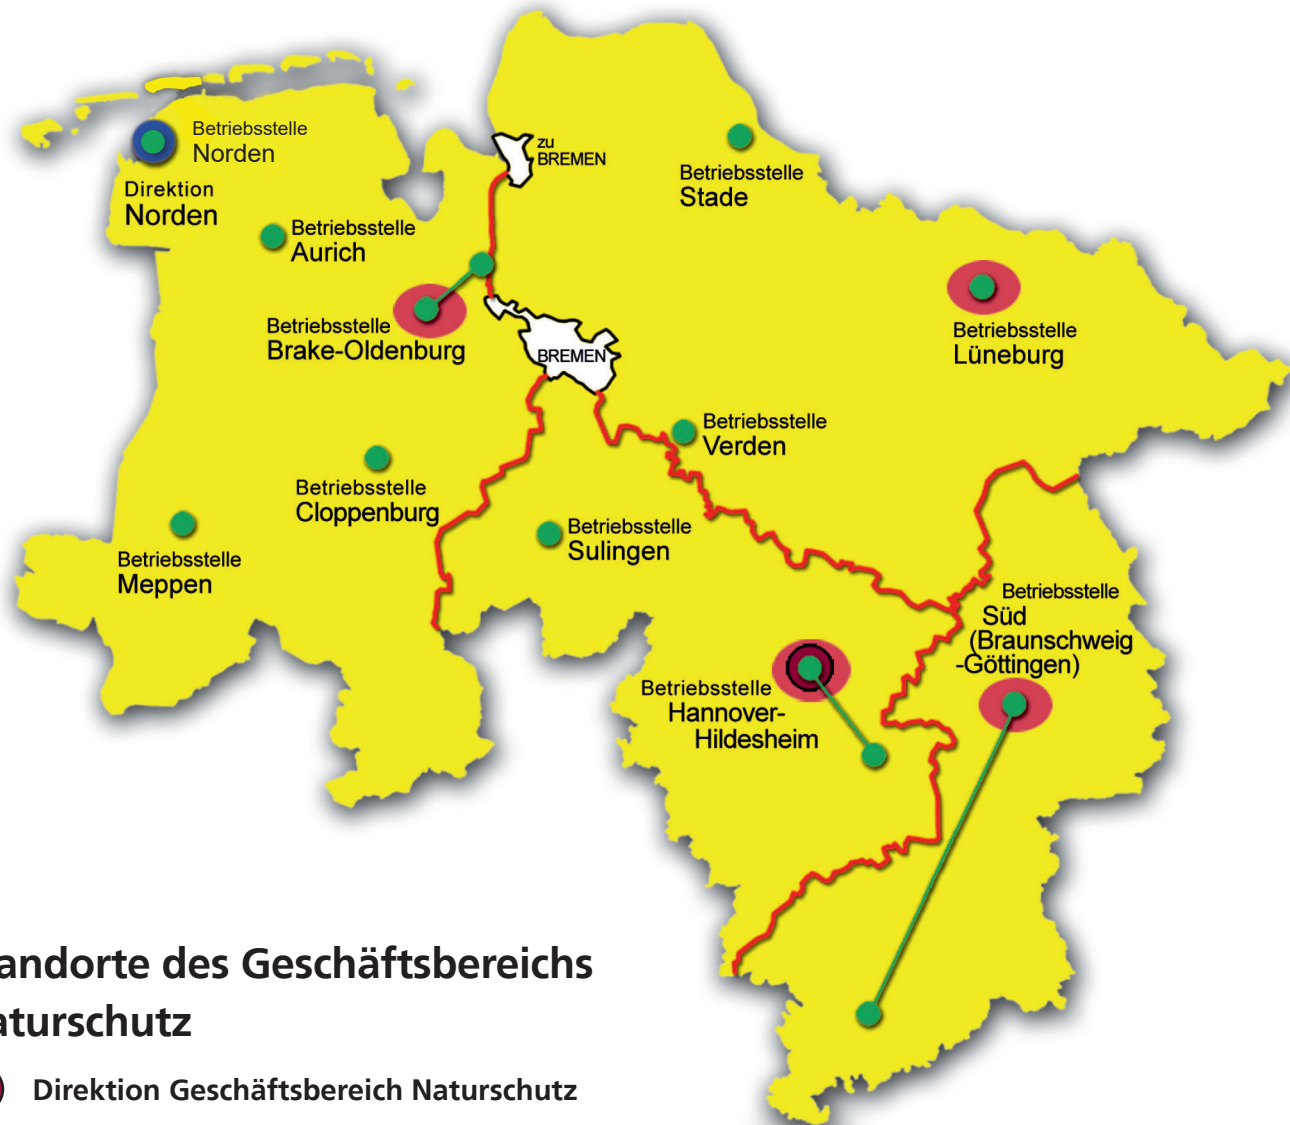 Betriebsstelle
Norden
Direktion
Norden
zu
BREMEN
Betriebsstelle
Stade
Betriebsstelle
Aurich
Betriebsstelle
Brake-Oldenburg
BREMEN
Betriebsstelle
Lüneburg
Betriebsstelle
Verden
Betriebsstelle
Cloppenburg
Betriebsstelle
Sulingen
Betriebsstelle
Meppen
Betriebsstelle
Süd
(Braunschweig
-Göttingen)
Betriebsstelle
Hannover-
Hildesheim
andorte des Geschäftsbereichs
aturschutz
Direktion Geschäftsbereich Naturschutz